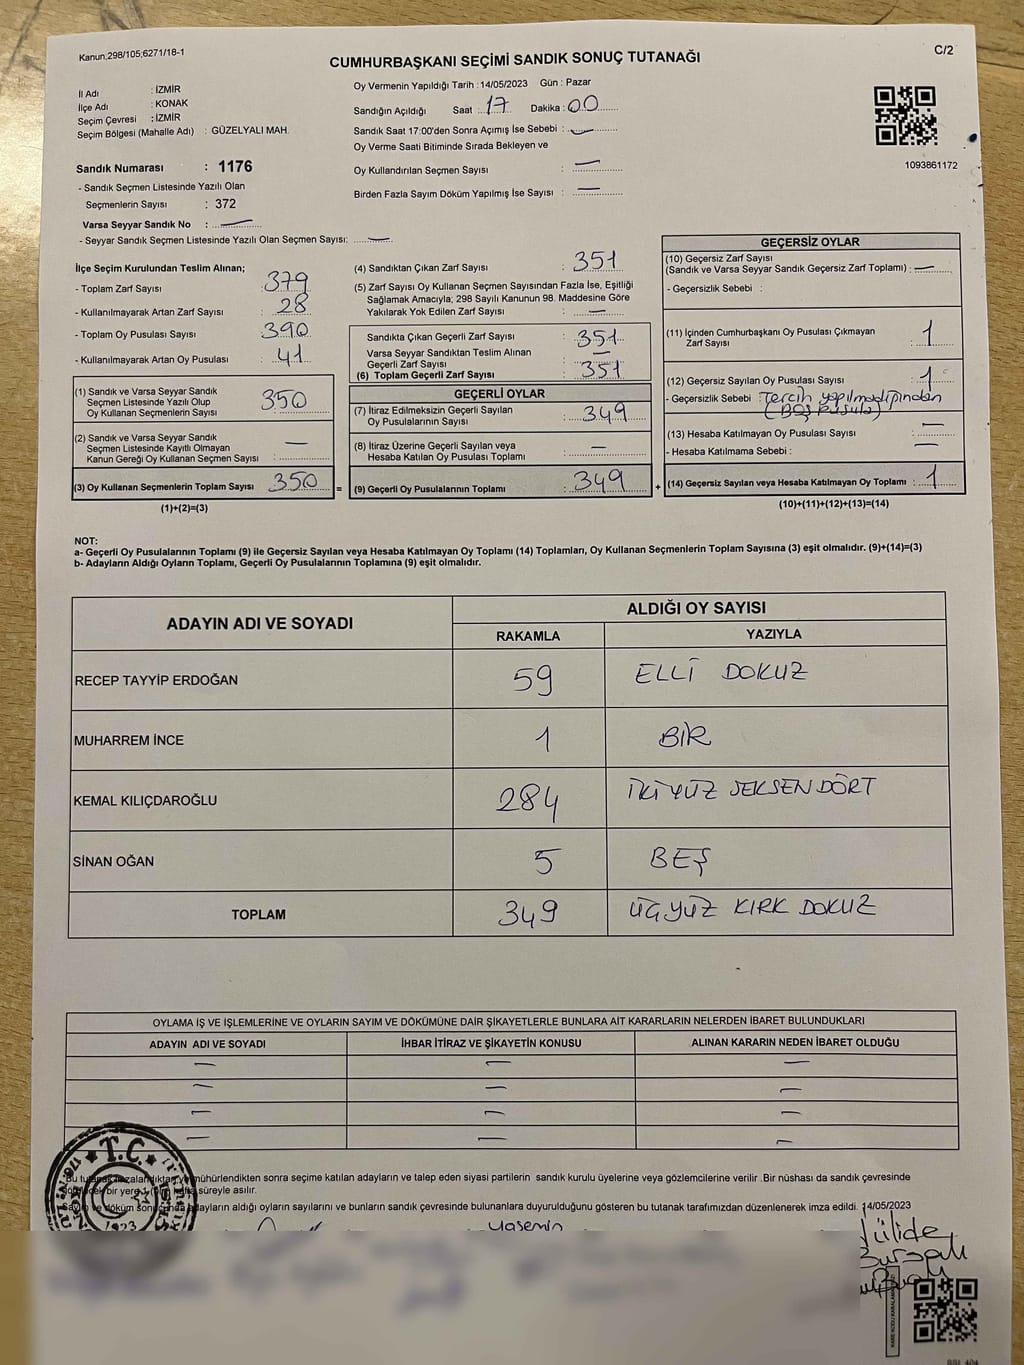 Kanun,298/105;6271/18-1
C/2
CUMHURBAŞKANI SEÇİMİ SANDIK SONUÇ TUTANAĞI
İl Adı : İZMİR
İlçe Adı : KONAK
Seçim Çevresi : İZMİR
Seçim Bölgesi (Mahalle Adı) : GÜZELYALI MAH.
Sandık Numarası : 1176
- Sandık Seçmen Listesinde Yazılı Olan
Seçmenlerin Sayısı : 372
Varsa Seyyar Sandık No : —
- Seyyar Sandık Seçmen Listesinde Yazılı Olan Seçmen Sayısı: —
Oy Vermenin Yapıldığı Tarih : 14/05/2023 Gün : Pazar
Sandığın Açıldığı Saat : 17 Dakika : 00
Sandık Saat 17:00'den Sonra Açımış İse Sebebi : —
Oy Verme Saati Bitiminde Sırada Bekleyen ve
Oy Kullandırılan Seçmen Sayısı : —
Birden Fazla Sayım Döküm Yapılmış İse Sayısı : —
1093861172
İlçe Seçim Kurulundan Teslim Alınan;
- Toplam Zarf Sayısı : 379
- Kullanılmayarak Artan Zarf Sayısı : 28
- Toplam Oy Pusulası Sayısı : 390
- Kullanılmayarak Artan Oy Pusulası : 41
(1) Sandık ve Varsa Seyyar Sandık
Seçmen Listesinde Yazılı Olup
Oy Kullanan Seçmenlerin Sayısı : 350
(2) Sandık ve Varsa Seyyar Sandık
Seçmen Listesinde Kayıtlı Olmayan
Kanun Gereği Oy Kullanan Seçmen Sayısı : —
(3) Oy Kullanan Seçmenlerin Toplam Sayısı : 350 =
(1)+(2)=(3)
(4) Sandıktan Çıkan Zarf Sayısı : 351
(5) Zarf Sayısı Oy Kullanan Seçmen Sayısından Fazla İse, Eşitliği
Sağlamak Amacıyla; 298 Sayılı Kanunun 98. Maddesine Göre
Yakılarak Yok Edilen Zarf Sayısı : —
Sandıkta Çıkan Geçerli Zarf Sayısı : 351
Varsa Seyyar Sandıktan Teslim Alınan
Geçerli Zarf Sayısı : —
(6) Toplam Geçerli Zarf Sayısı : 351
GEÇERLİ OYLAR
(7) İtiraz Edilmeksizin Geçerli Sayılan
Oy Pusulalarının Sayısı : 349
(8) İtiraz Üzerine Geçerli Sayılan veya
Hesaba Katılan Oy Pusulası Toplamı : —
(9) Geçerli Oy Pusulalarının Toplamı : 349 +
GEÇERSİZ OYLAR
(10) Geçersiz Zarf Sayısı
(Sandık ve Varsa Seyyar Sandık Geçersiz Zarf Toplamı) : —
- Geçersizlik Sebebi :
(11) İçinden Cumhurbaşkanı Oy Pusulası Çıkmayan
Zarf Sayısı : 1
(12) Geçersiz Sayılan Oy Pusulası Sayısı : 1
- Geçersizlik Sebebi : Tercih yapılmadığından
(BOŞ Pusula)
(13) Hesaba Katılmayan Oy Pusulası Sayısı : —
- Hesaba Katılmama Sebebi : —
(14) Geçersiz Sayılan veya Hesaba Katılmayan Oy Toplamı : 1
(10)+(11)+(12)+(13)=(14)
NOT:
a- Geçerli Oy Pusulalarının Toplamı (9) ile Geçersiz Sayılan veya Hesaba Katılmayan Oy Toplamı (14) Toplamları, Oy Kullanan Seçmenlerin Toplam Sayısına (3) eşit olmalıdır. (9)+(14)=(3)
b- Adayların Aldığı Oyların Toplamı, Geçerli Oy Pusulalarının Toplamına (9) eşit olmalıdır.
ADAYIN ADI VE SOYADI ALDIĞI OY SAYISI
RAKAMLA YAZIYLA
RECEP TAYYİP ERDOĞAN 59 ELLİ DOKUZ
MUHARREM İNCE 1 BİR
KEMAL KILIÇDAROĞLU 284 İKİ YÜZ SEKSEN DÖRT
SİNAN OĞAN 5 BEŞ
TOPLAM 349 ÜÇYÜZ KIRK DOKUZ
OYLAMA İŞ VE İŞLEMLERİNE VE OYLARIN SAYIM VE DÖKÜMÜNE DAİR ŞİKAYETLERLE BUNLARA AİT KARARLARIN NELERDEN İBARET BULUNDUKLARI
ADAYIN ADI VE SOYADI İHBAR İTİRAZ VE ŞİKAYETİN KONUSU ALINAN KARARIN NEDEN İBARET OLDUĞU
— — —
— — —
— — —
— — —
T.C.
1923
Bu mühürlendikten sonra seçime katılan adayların ve talep eden siyasi partilerin sandık kurulu üyelerine veya gözlemcilerine verilir .Bir nüshası da sandık çevresinde
bir yere süreyle asılır.
ve döküm adayların aldığı oyların sayılarını ve bunların sandık çevresinde bulunanlara duyurulduğunu gösteren bu tutanak tarafımızdan düzenlenerek imza edildi. 14/05/2023
Yasemin
Jülide
Bursalı